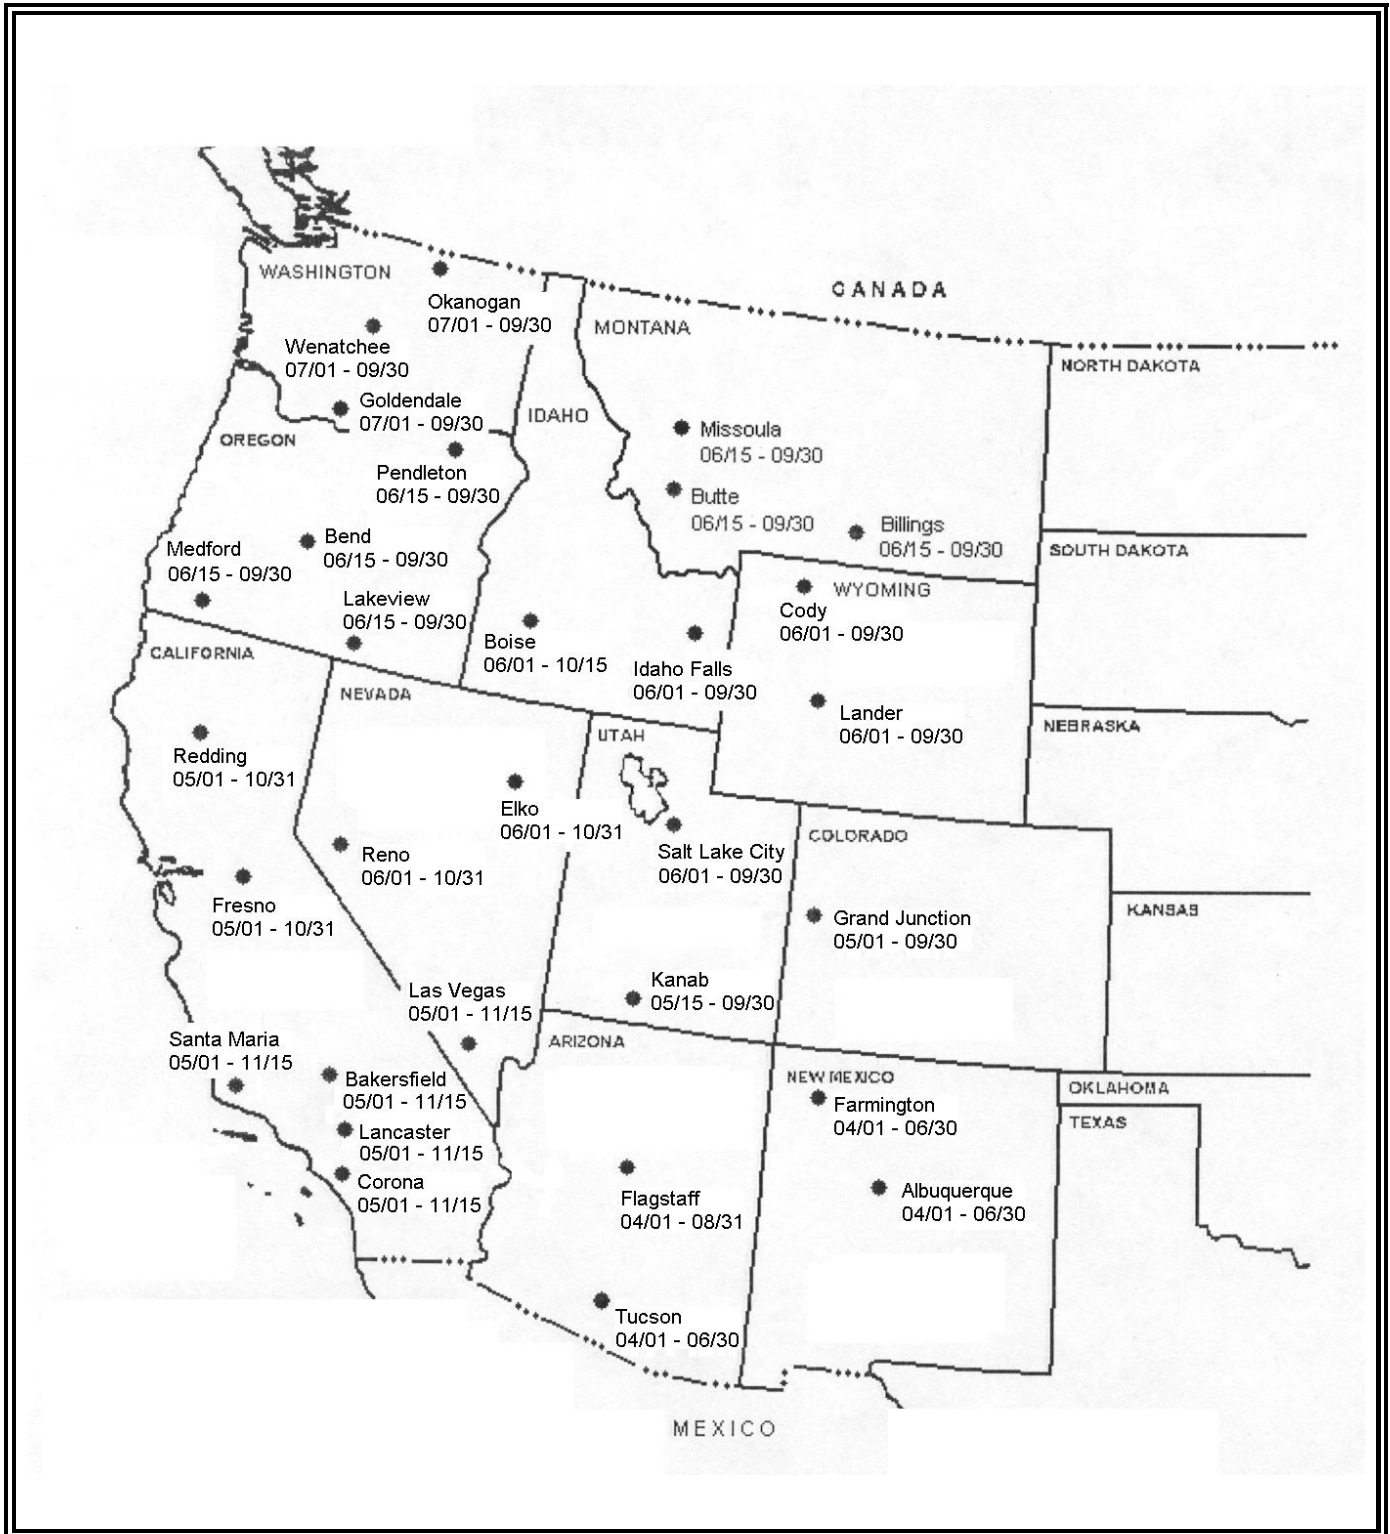 WASHINGTON
Okanogan
07/01 - 09/30
CANADA
MONTANA
Wenatchee
07/01 - 09/30
NORTH DAKOTA
Goldendale
07/01 - 09/30
IDAHO
OREGON
Missoula
06/15 - 09/30
Pendleton
06/15 - 09/30
Butte
06/15 - 09/30
Billings
06/15 - 09/30
Bend
06/15 - 09/30
Medford
06/15 - 09/30
SOUTH DAKOTA
WYOMING
Lakeview
06/15 - 09/30
Cody
06/01 - 09/30
Boise
06/01 - 10/15
CALIFORNIA
Idaho Falls
06/01 - 09/30
NEVADA
Lander
06/01 - 09/30
NEBRASKA
UTAH
Redding
05/01 - 10/31
Elko
06/01 - 10/31
COLORADO
Reno
06/01 - 10/31
Salt Lake City
06/01 - 09/30
Fresno
05/01 - 10/31
Grand Junction
05/01 - 09/30
KANSAS
Kanab
05/15 - 09/30
Las Vegas
05/01 - 11/15
Santa Maria
05/01 - 11/15
ARIZONA
Bakersfield
05/01 - 11/15
NEW MEXICO
OKLAHOMA
Farmington
04/01 - 06/30
TEXAS
Lancaster
05/01 - 11/15
Corona
05/01 - 11/15
Flagstaff
04/01 - 08/31
Albuquerque
04/01 - 06/30
Tucson
04/01 - 06/30
MEXICO